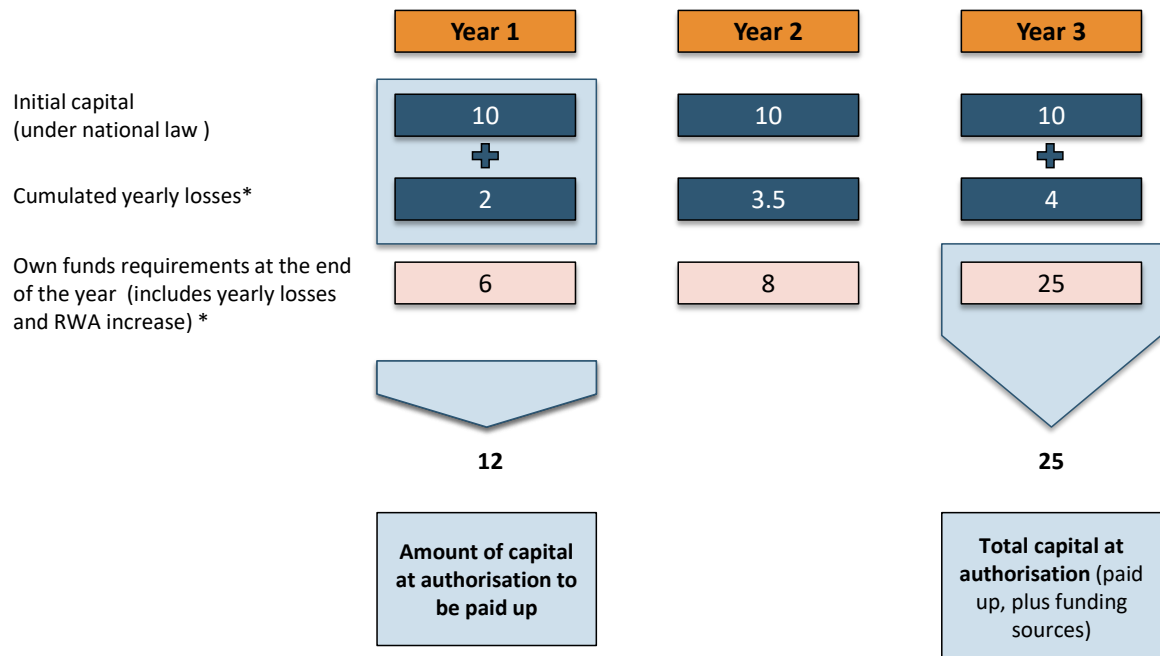 Year 1
Year 2
Year 3
Initial capital
(under national law )
10
10
10
Cumulated yearly losses*
2
3.5
4
Own funds requirements at the end
of the year  (includes yearly losses
and RWA increase) *
6
8
25
12
25
Amount of capital
at authorisation to
be paid up
Total capital at
authorisation (paid
up, plus funding
sources)